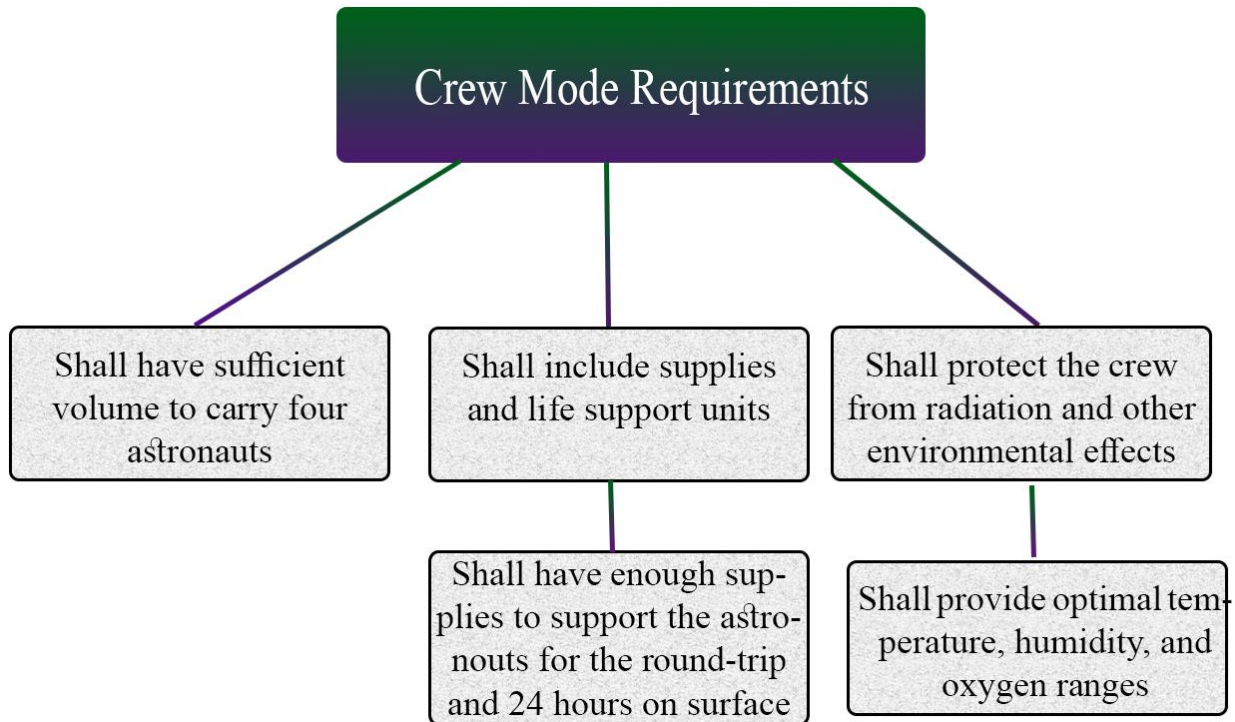 Crew Mode Requirements
Shall have sufficient
volume to carry four
astronauts
Shall include supplies
and life support units
Shall protect the crew
from radiation and other
environmental effects
Shall have enough sup-
plies to support the astro-
nouts for the round-trip
and 24 hours on surface
Shall provide optimal tem-
perature, humidity, and
oxygen ranges